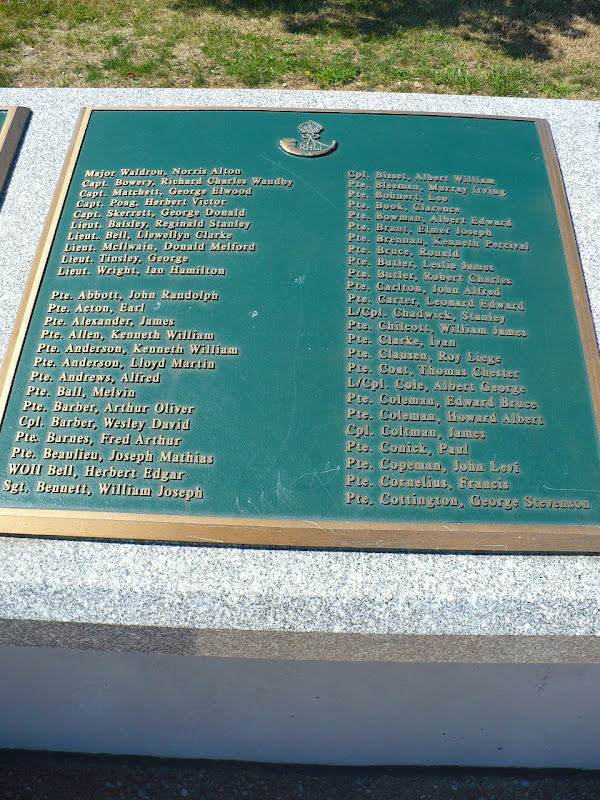 RHLI
Major Waldron, Norris Alton
Capt. Bowery, Richard Charles Waudby
Capt. Matchett, George Elwood
Capt. Poag, Herbert Victor
Capt. Skerrett, George Donald
Lieut. Baisley, Reginald Stanley
Lieut. Bell, Llewellyn Clarke
Lieut. McIlwain, Donald Melford
Lieut. Tinsley, George
Lieut. Wright, Ian Hamilton
Pte. Abbott, John Randolph
Pte. Acton, Earl
Pte. Alexander, James
Pte. Allen, Kenneth William
Pte. Anderson, Kenneth William
Pte. Anderson, Lloyd Martin
Pte. Andrews, Alfred
Pte. Ball, Melvin
Pte. Barber, Arthur Oliver
Cpl. Barber, Wesley David
Pte. Barnes, Fred Arthur
Pte. Beaulieu, Joseph Mathias
WOII Bell, Herbert Edgar
Sgt. Bennett, William Joseph
Cpl. Bisset, Albert William
Pte. Bleeman, Murray Irving
Pte. Bohnert, Leo
Pte. Book, Clarence
Pte. Bowman, Albert Edward
Pte. Brant, Elmer Joseph
Pte. Brennan, Kenneth Percival
Pte. Bruce, Ronald
Pte. Butler, Leslie James
Pte. Butler, Robert Charles
Pte. Carlton, John Alfred
Pte. Carter, Leonard Edward
L/Cpl. Chadwick, Stanley
Pte. Chilcott, William James
Pte. Clarke, Ivan
Pte. Clausen, Roy Liege
Pte. Coat, Thomas Chester
L/Cpl. Cole, Albert George
Pte. Coleman, Edward Bruce
Pte. Coleman, Howard Albert
Cpl. Coltman, James
Pte. Conick, Paul
Pte. Copeman, John Levi
Pte. Cornelius, Francis
Pte. Cottington, George Stevenson